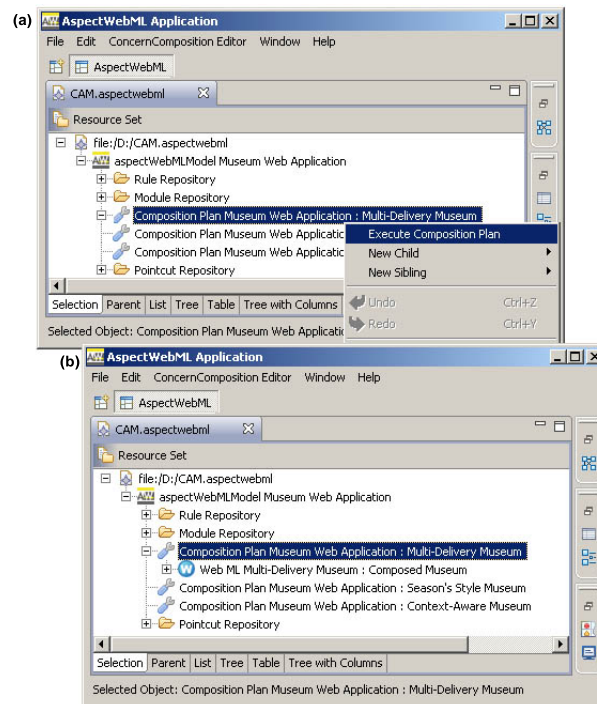 (a)
AspectWebML Application
File Edit ConcernComposition Editor Window Help
AspectWebML
CAM.aspectwebml
Resource Set
file:/D:/CAM.aspectwebml
aspectWebMLModel Museum Web Application
Rule Repository
Module Repository
Composition Plan Museum Web Application : Multi-Delivery Museum
Composition Plan Museum Web Applicatic
Composition Plan Museum Web Applicatic
Pointcut Repository
Execute Composition Plan
New Child
New Sibling
Undo Ctrl+Z
Redo Ctrl+Y
Selection Parent List Tree Table Tree with Columns
Selected Object: Composition Plan Museum Web Applicatic
(b)
AspectWebML Application
File Edit ConcernComposition Editor Window Help
AspectWebML
CAM.aspectwebml
Resource Set
file:/D:/CAM.aspectwebml
aspectWebMLModel Museum Web Application
Rule Repository
Module Repository
Composition Plan Museum Web Application : Multi-Delivery Museum
Web ML Multi-Delivery Museum : Composed Museum
Composition Plan Museum Web Application : Season's Style Museum
Composition Plan Museum Web Application : Context-Aware Museum
Pointcut Repository
Selection Parent List Tree Table Tree with Columns
Selected Object: Composition Plan Museum Web Application : Multi-Delivery Museum